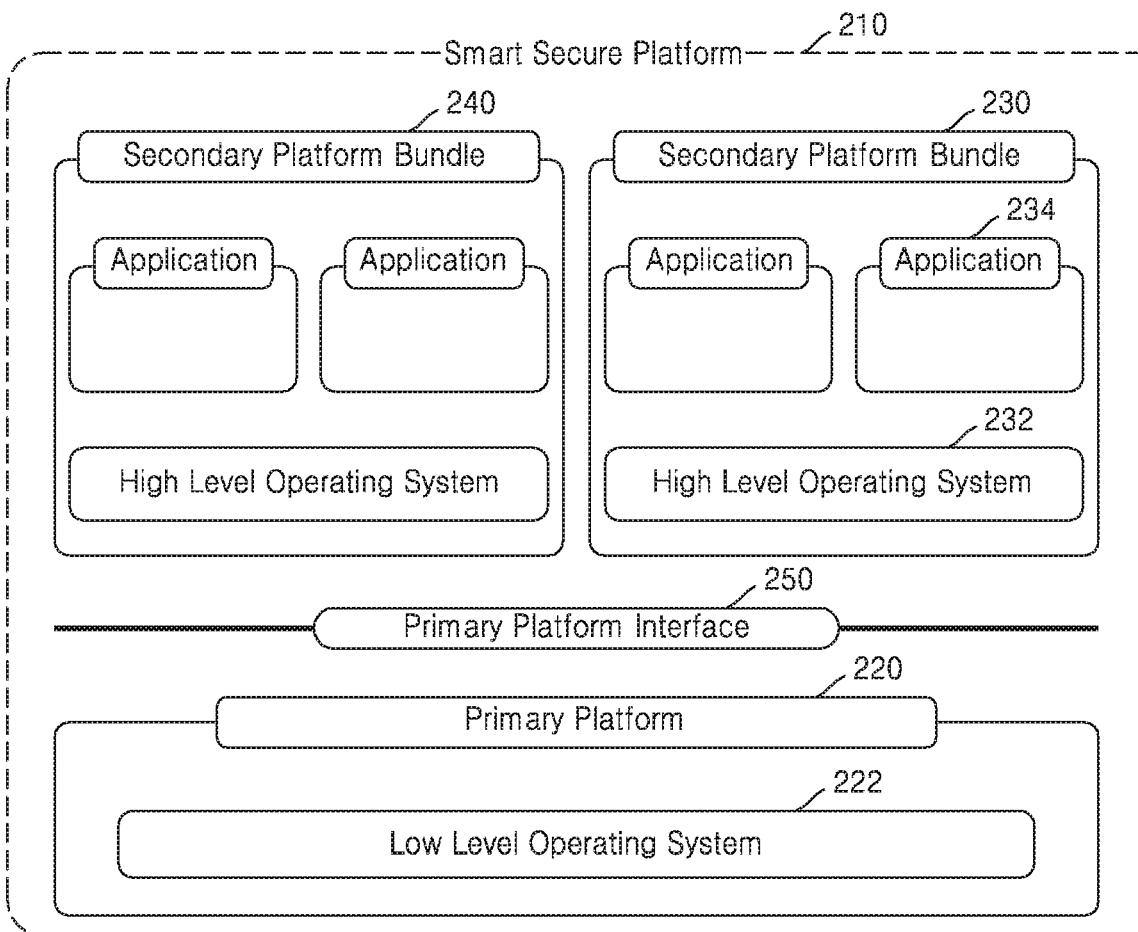 210
Smart Secure Platform
240
230
Secondary Platform Bundle
Secondary Platform Bundle
234
Application
Application
Application
Application
232
High Level Operating System
High Level Operating System
250
Primary Platform Interface
220
Primary Platform
222
Low Level Operating System